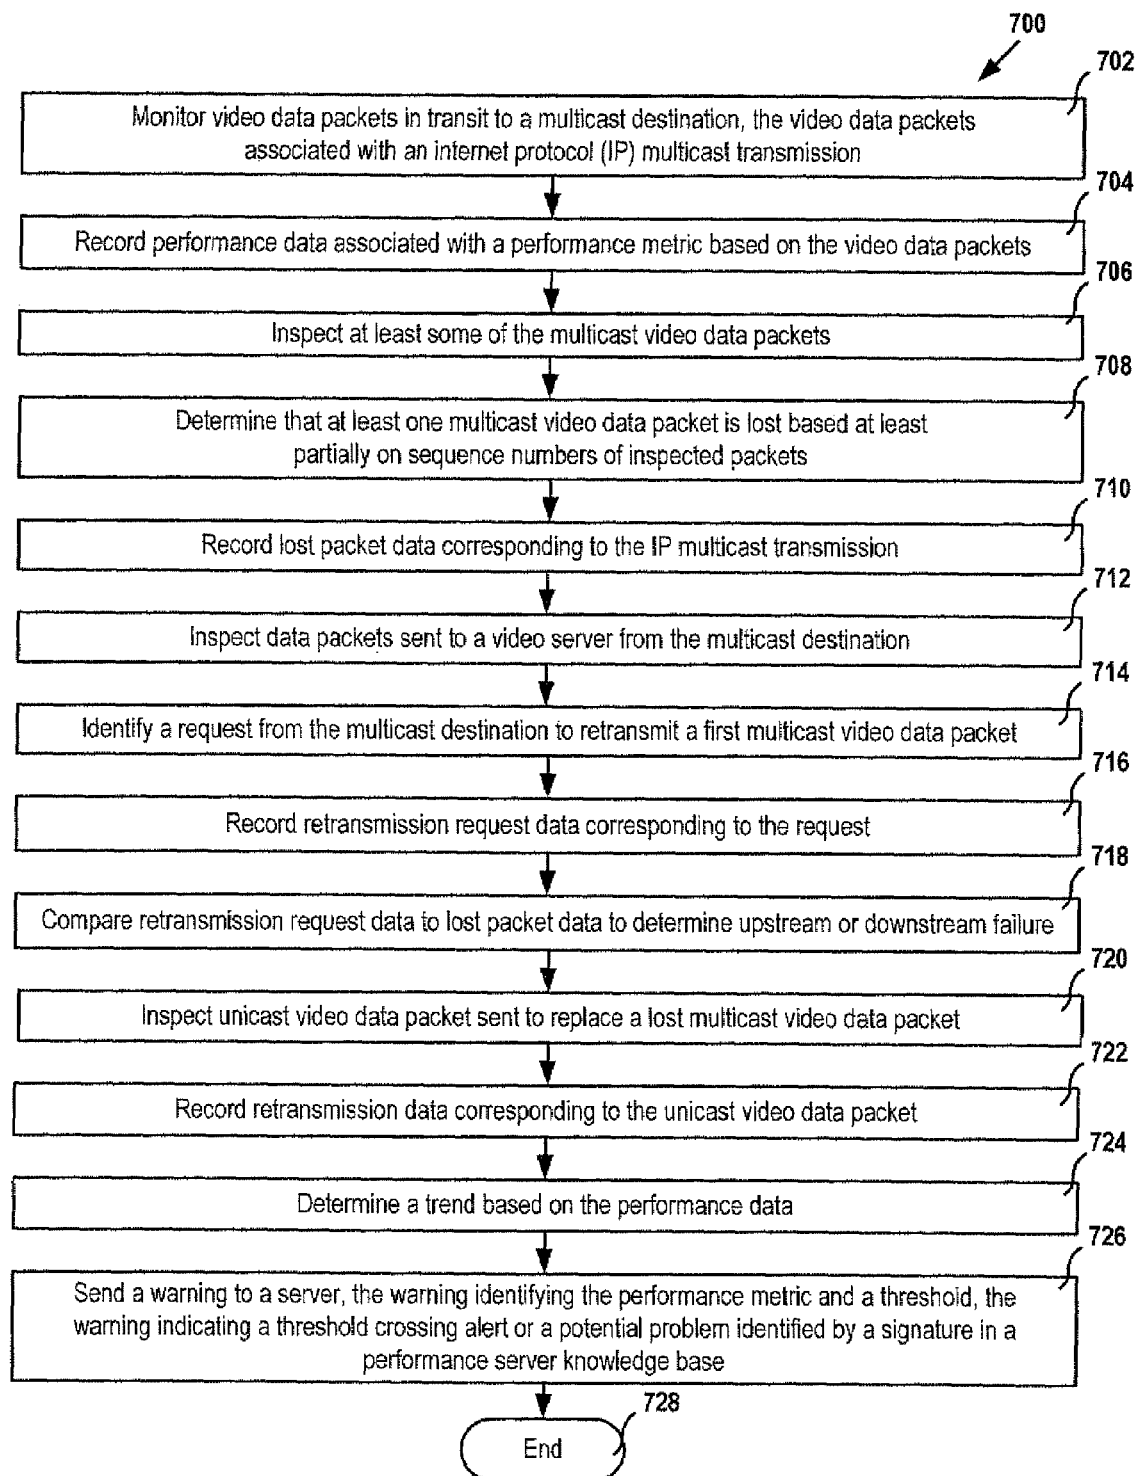 700
702
Monitor video data packets in transit to a multicast destination, the video data packets
associated with an internet protocol (IP) multicast transmission
704
Record performance data associated with a performance metric based on the video data packets
706
Inspect at least some of the multicast video data packets
708
Determine that at least one multicast video data packet is lost based at least
partially on sequence numbers of inspected packets
710
Record lost packet data corresponding to the IP multicast transmission
712
Inspect data packets sent to a video server from the multicast destination
714
Identify a request from the multicast destination to retransmit a first multicast video data packet
716
Record retransmission request data corresponding to the request
718
Compare retransmission request data to lost packet data to determine upstream or downstream failure
720
Inspect unicast video data packet sent to replace a lost multicast video data packet
722
Record retransmission data corresponding to the unicast video data packet
724
Determine a trend based on the performance data
726
Send a warning to a server, the warning identifying the performance metric and a threshold, the
warning indicating a threshold crossing alert or a potential problem identified by a signature in a
performance server knowledge base
728
End